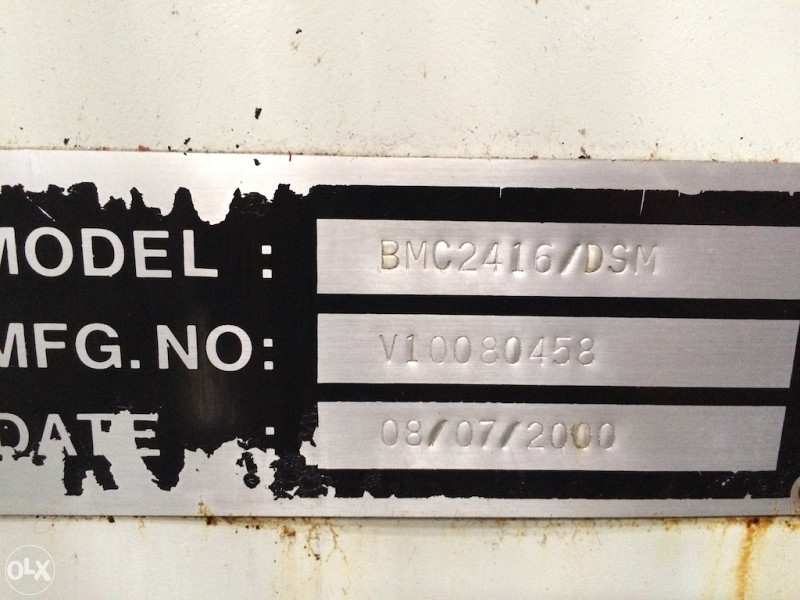 MODEL : BMC2416/DSM
MFG.NO: V10080458
DATE : 08/07/2000
OLX